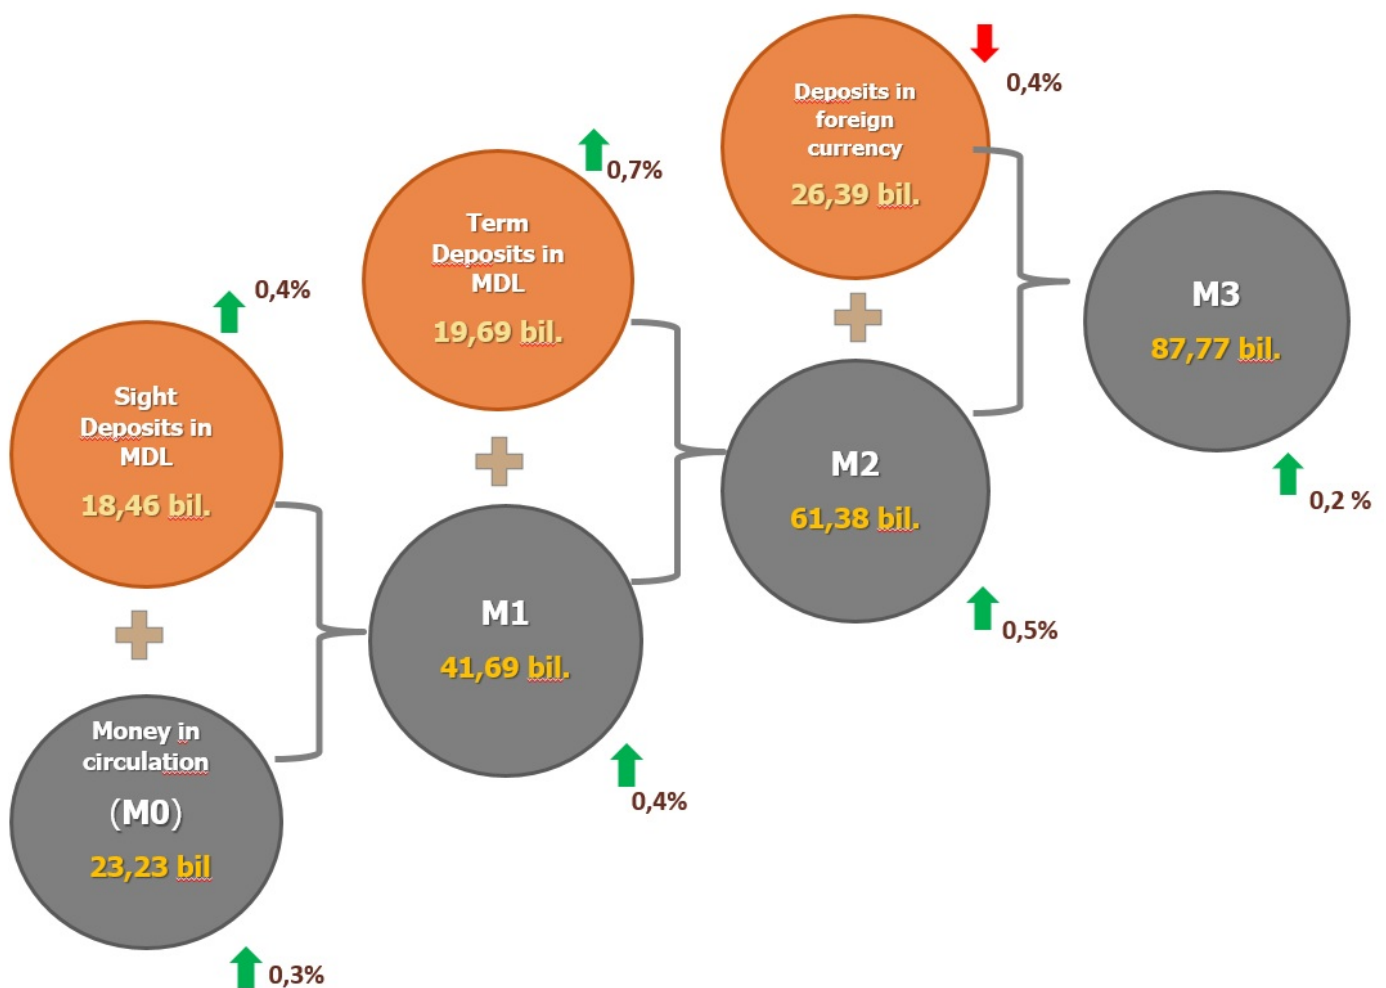 0,4%
Sight
Deposits in
MDL
18,46 bil.
Money in
circulation
(M0)
23,23 bil
0,3%
0,7%
Term
Deposits in
MDL
19,69 bil.
M1
41,69 bil.
0,4%
0,4%
Deposits in
foreign
currency
26,39 bil.
M2
61,38 bil.
0,5%
M3
87,77 bil.
0,2 %